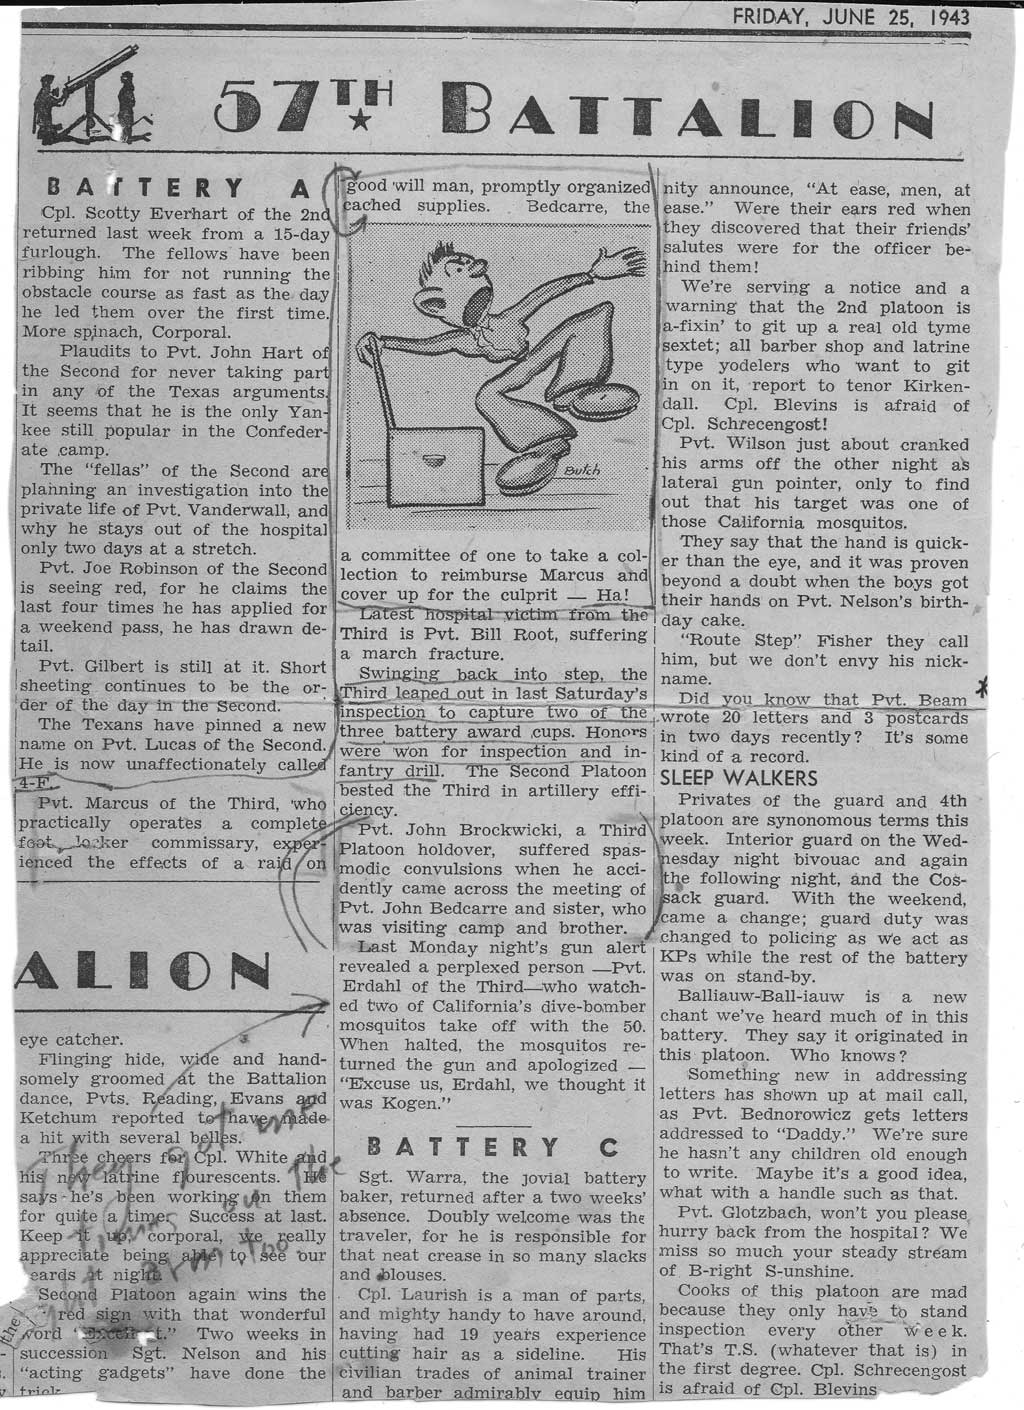 FRIDAY, JUNE 25, 1943
57TH BATTALION
BATTERY A
Cpl. Scotty Everhart of the 2nd
returned last week from a 15-day
furlough. The fellows have been
ribbing him for not running the
obstacle course as fast as the day
he led them over the first time.
More spinach, Corporal.
Plaudits to Pvt. John Hart of
the Second for never taking part
in any of the Texas arguments.
It seems that he is the only Yan-
kee still popular in the Confeder-
ate camp.
The "fellas" of the Second are
planning an investigation into the
private life of Pvt. Vanderwall, and
why he stays out of the hospital
only two days at a stretch.
Pvt. Joe Robinson of the Second
is seeing red, for he claims the
last four times he has applied for
a weekend pass, he has drawn de-
tail.
Pvt. Gilbert is still at it. Short
sheeting continues to be the or-
der of the day in the Second.
The Texans have pinned a new
name on Pvt. Lucas of the Second.
He is now unaffectionately called
4-F.
Pvt. Marcus of the Third, who
practically operates a complete
foot locker commissary, exper-
ienced the effects of a raid on
ALION
eye catcher.
Flinging hide, wide and hand-
somely groomed at the Battalion
dance, Pvts. Reading, Evans and
Ketchum reported to have made
a hit with several belles.
Three cheers for Cpl. White and
his new latrine flourescents. He
says he's been working on them
for quite a time. Success at last.
Keep it up, corporal, we really
appreciate being able to see our
eards at night.
Second Platoon again wins the
red sign with that wonderful
word "Excellent." Two weeks in
succession Sgt. Nelson and his
"acting gadgets" have done the
trick
They got me
twice on the
too
the
good will man, promptly organized
cached supplies. Bedcarre, the
Butch
a committee of one to take a col-
lection to reimburse Marcus and
cover up for the culprit — Ha!
Latest hospital victim from the
Third is Pvt. Bill Root, suffering
a march fracture.
Swinging back into step, the
Third leaped out in last Saturday's
inspection to capture two of the
three battery award cups. Honors
were won for inspection and in-
fantry drill. The Second Platoon
bested the Third in artillery effi-
ciency.
Pvt. John Brockwicki, a Third
Platoon holdover, suffered spas-
modic convulsions when he acci-
dently came across the meeting of
Pvt. John Bedcarre and sister, who
was visiting camp and brother.
Last Monday night's gun alert
revealed a perplexed person —Pvt.
Erdahl of the Third—who watch-
ed two of California's dive-bomber
mosquitos take off with the 50.
When halted, the mosquitos re-
turned the gun and apologized —
"Excuse us, Erdahl, we thought it
was Kogen."
BATTERY C
Sgt. Warra, the jovial battery
baker, returned after a two weeks'
absence. Doubly welcome was the
traveler, for he is responsible for
that neat crease in so many slacks
and blouses.
Cpl. Laurish is a man of parts,
and mighty handy to have around,
having had 19 years experience
cutting hair as a sideline. His
civilian trades of animal trainer
and barber admirably equip him
nity announce, "At ease, men, at
ease." Were their ears red when
they discovered that their friends'
salutes were for the officer be-
hind them!
We're serving a notice and a
warning that the 2nd platoon is
a-fixin' to git up a real old tyme
sextet; all barber shop and latrine
type yodelers who want to git
in on it, report to tenor Kirken-
dall. Cpl. Blevins is afraid of
Cpl. Schrecengost!
Pvt. Wilson just about cranked
his arms off the other night as
lateral gun pointer, only to find
out that his target was one of
those California mosquitos.
They say that the hand is quick-
er than the eye, and it was proven
beyond a doubt when the boys got
their hands on Pvt. Nelson's birth-
day cake.
"Route Step" Fisher they call
him, but we don't envy his nick-
name.
Did you know that Pvt. Beam *
wrote 20 letters and 3 postcards
in two days recently? It's some
kind of a record.
SLEEP WALKERS
Privates of the guard and 4th
platoon are synonomous terms this
week. Interior guard on the Wed-
nesday night bivouac and again
the following night, and the Cos-
sack guard. With the weekend,
came a change; guard duty was
changed to policing as we act as
KPs while the rest of the battery
was on stand-by.
Balliauw-Ball-iauw is a new
chant we've heard much of in this
battery. They say it originated in
this platoon. Who knows?
Something new in addressing
letters has shown up at mail call,
as Pvt. Bednorowicz gets letters
addressed to "Daddy." We're sure
he hasn't any children old enough
to write. Maybe it's a good idea,
what with a handle such as that.
Pvt. Glotzbach, won't you please
hurry back from the hospital? We
miss so much your steady stream
of B-right S-unshine.
Cooks of this platoon are mad
because they only have to stand
inspection every other week.
That's T.S. (whatever that is) in
the first degree. Cpl. Schrecengost
is afraid of Cpl. Blevins